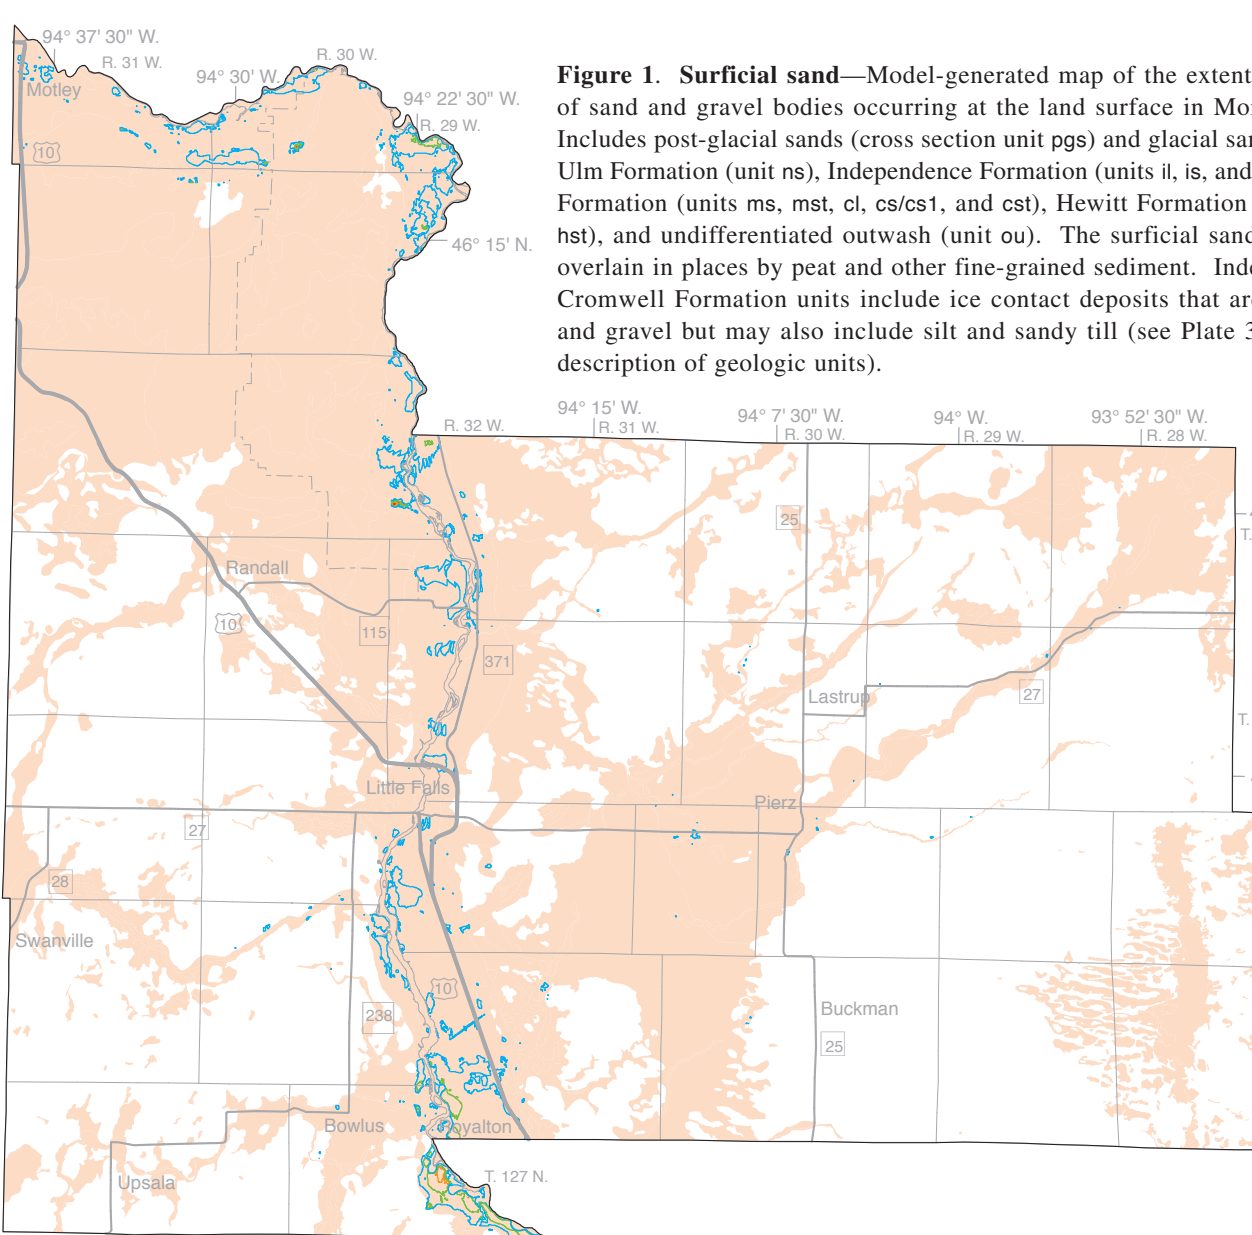 94° 37' 30" W.
R. 31 W.
94° 30' W.
R. 30 W.
94° 22' 30" W.
R. 29 W.
Motley
10
46° 15' N.
Figure 1. Surficial sand—Model-generated map of the extent
of sand and gravel bodies occurring at the land surface in
Includes post-glacial sands (cross section unit pgs) and glacial
Ulm Formation (unit ns), Independence Formation (units il, is, and
Formation (units ms, mst, cl, cs/cs1, and cst), Hewitt Formation
hst), and undifferentiated outwash (unit ou). The surficial sand
overlain in places by peat and other fine-grained sediment.
Cromwell Formation units include ice contact deposits that
and gravel but may also include silt and sandy till (see Plate 3
description of geologic units).
94° 15' W.
94° 7' 30" W.
94° W.
93° 52' 30" W.
R. 32 W.
R. 31 W.
R. 30 W.
R. 29 W.
R. 28 W.
25
T.
Randall
10
115
371
Lastrup
27
T.
Little Falls
Pierz
27
28
Swanville
10
238
Buckman
25
Bowlus
Royalton
Upsala
T. 127 N.